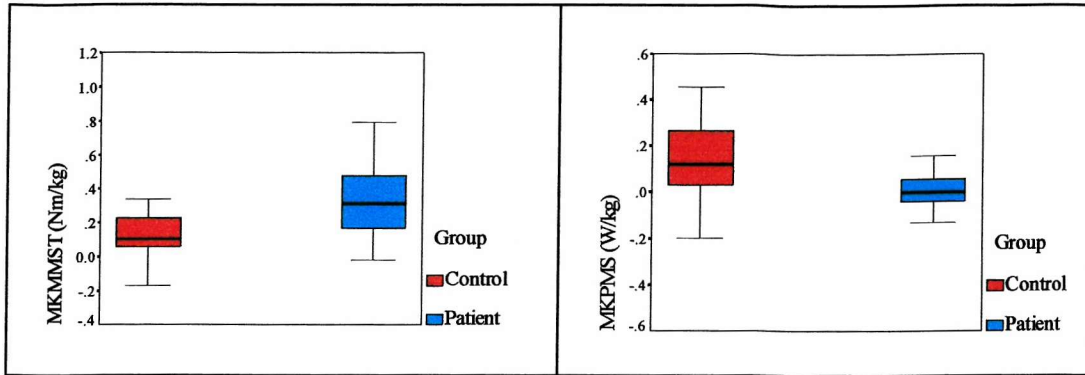 1.2
1.0
.8
.6
.4
.2
0.0
-.2
-.4
MKMMST (Nm/kg)
Group
Control
Patient
.6
.4
.2
.0
-.2
-.4
-.6
MKPMS (W/kg)
Group
Control
Patient